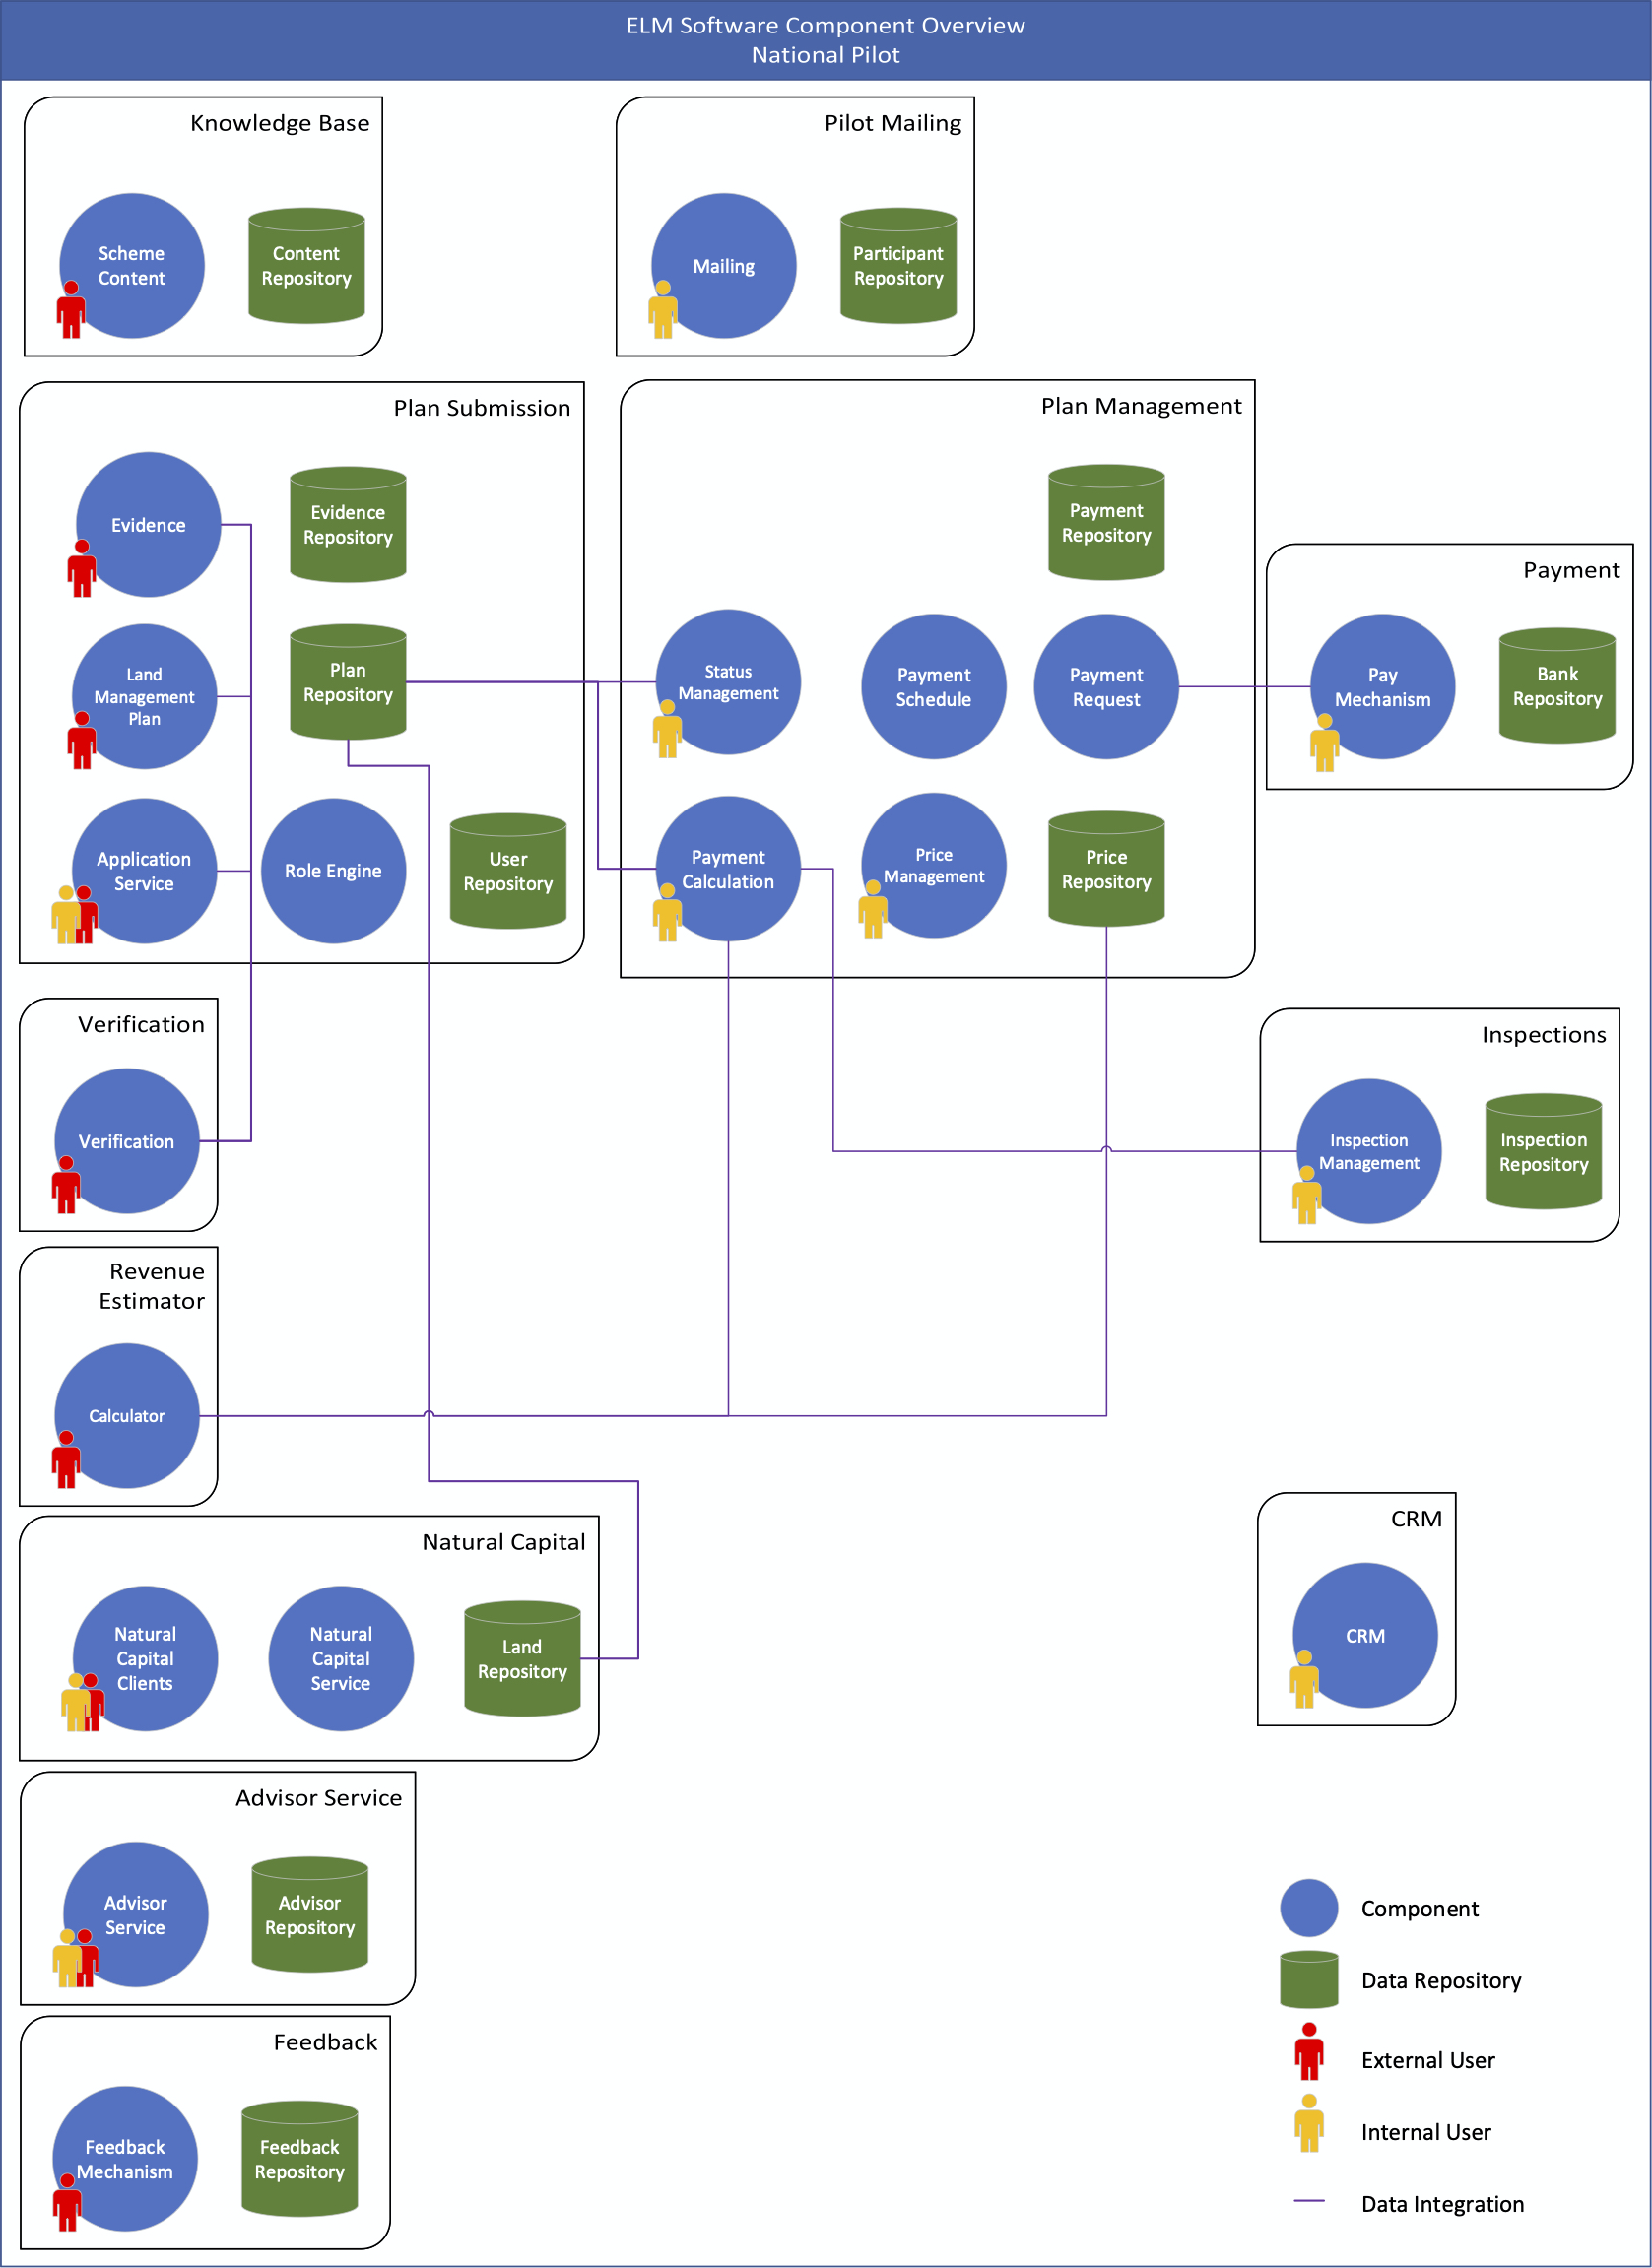 ELM Software Component Overview
National Pilot
Knowledge Base
Scheme
Content
Content
Repository
Pilot Mailing
Mailing
Participant
Repository
Plan Submission
Evidence
Evidence
Repository
Land
Management
Plan
Plan
Repository
Application
Service
Role Engine
User
Repository
Plan Management
Payment
Repository
Status
Management
Payment
Schedule
Payment
Request
Payment
Calculation
Price
Management
Price
Repository
Payment
Pay
Mechanism
Bank
Repository
Verification
Verification
Inspections
Inspection
Management
Inspection
Repository
Revenue
Estimator
Calculator
Natural Capital
Natural
Capital
Clients
Natural
Capital
Service
Land
Repository
CRM
CRM
Advisor Service
Advisor
Service
Advisor
Repository
Feedback
Feedback
Mechanism
Feedback
Repository
Component
Data Repository
External User
Internal User
Data Integration